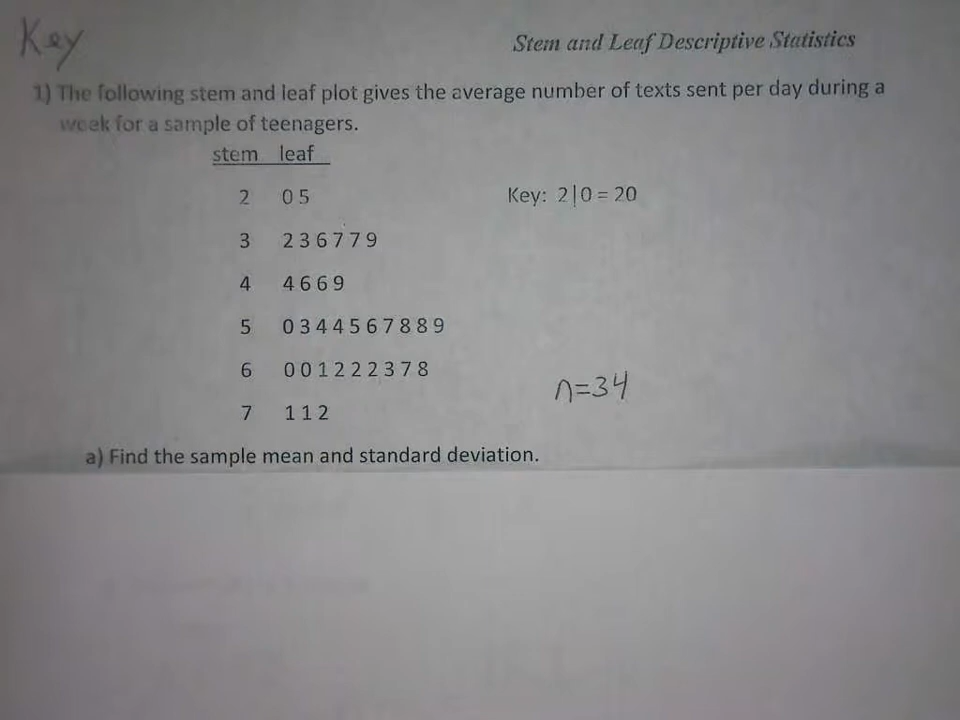 Key
Stem and Leaf Descriptive Statistics
1) The following stem and leaf plot gives the average number of texts sent per day during a
week for a sample of teenagers.
stem leaf
2 0 5
Key: 2|0 = 20
3 2 3 6 7 7 9
4 4 6 6 9
5 0 3 4 4 5 6 7 8 8 9
6 0 0 1 2 2 2 3 7 8
7 1 1 2
n=34
a) Find the sample mean and standard deviation.